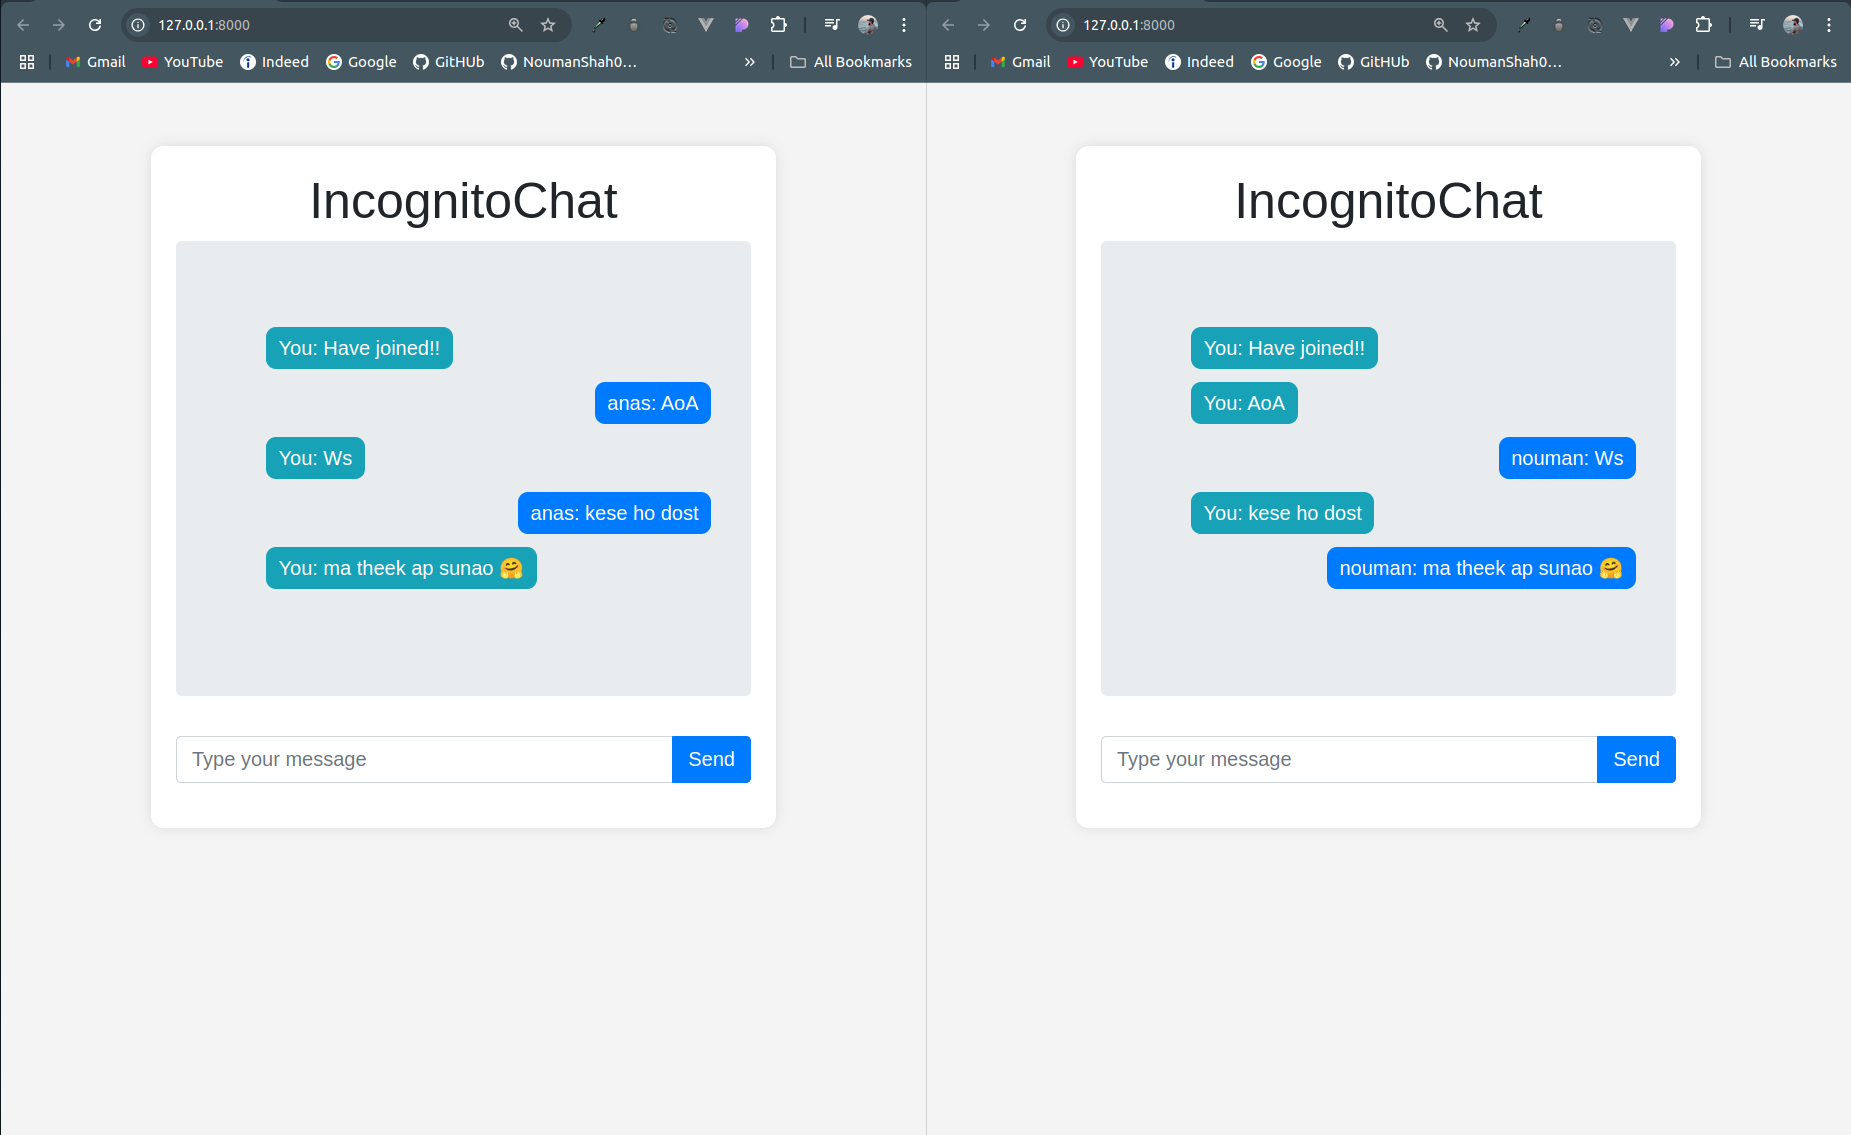 127.0.0.1:8000
Gmail YouTube Indeed Google GitHUb NoumanShah0... » All Bookmarks
IncognitoChat
You: Have joined!!
anas: AoA
You: Ws
anas: kese ho dost
You: ma theek ap sunao 🤗
Type your message Send
127.0.0.1:8000
Gmail YouTube Indeed Google GitHUb NoumanShah0... » All Bookmarks
IncognitoChat
You: Have joined!!
You: AoA
nouman: Ws
You: kese ho dost
nouman: ma theek ap sunao 🤗
Type your message Send